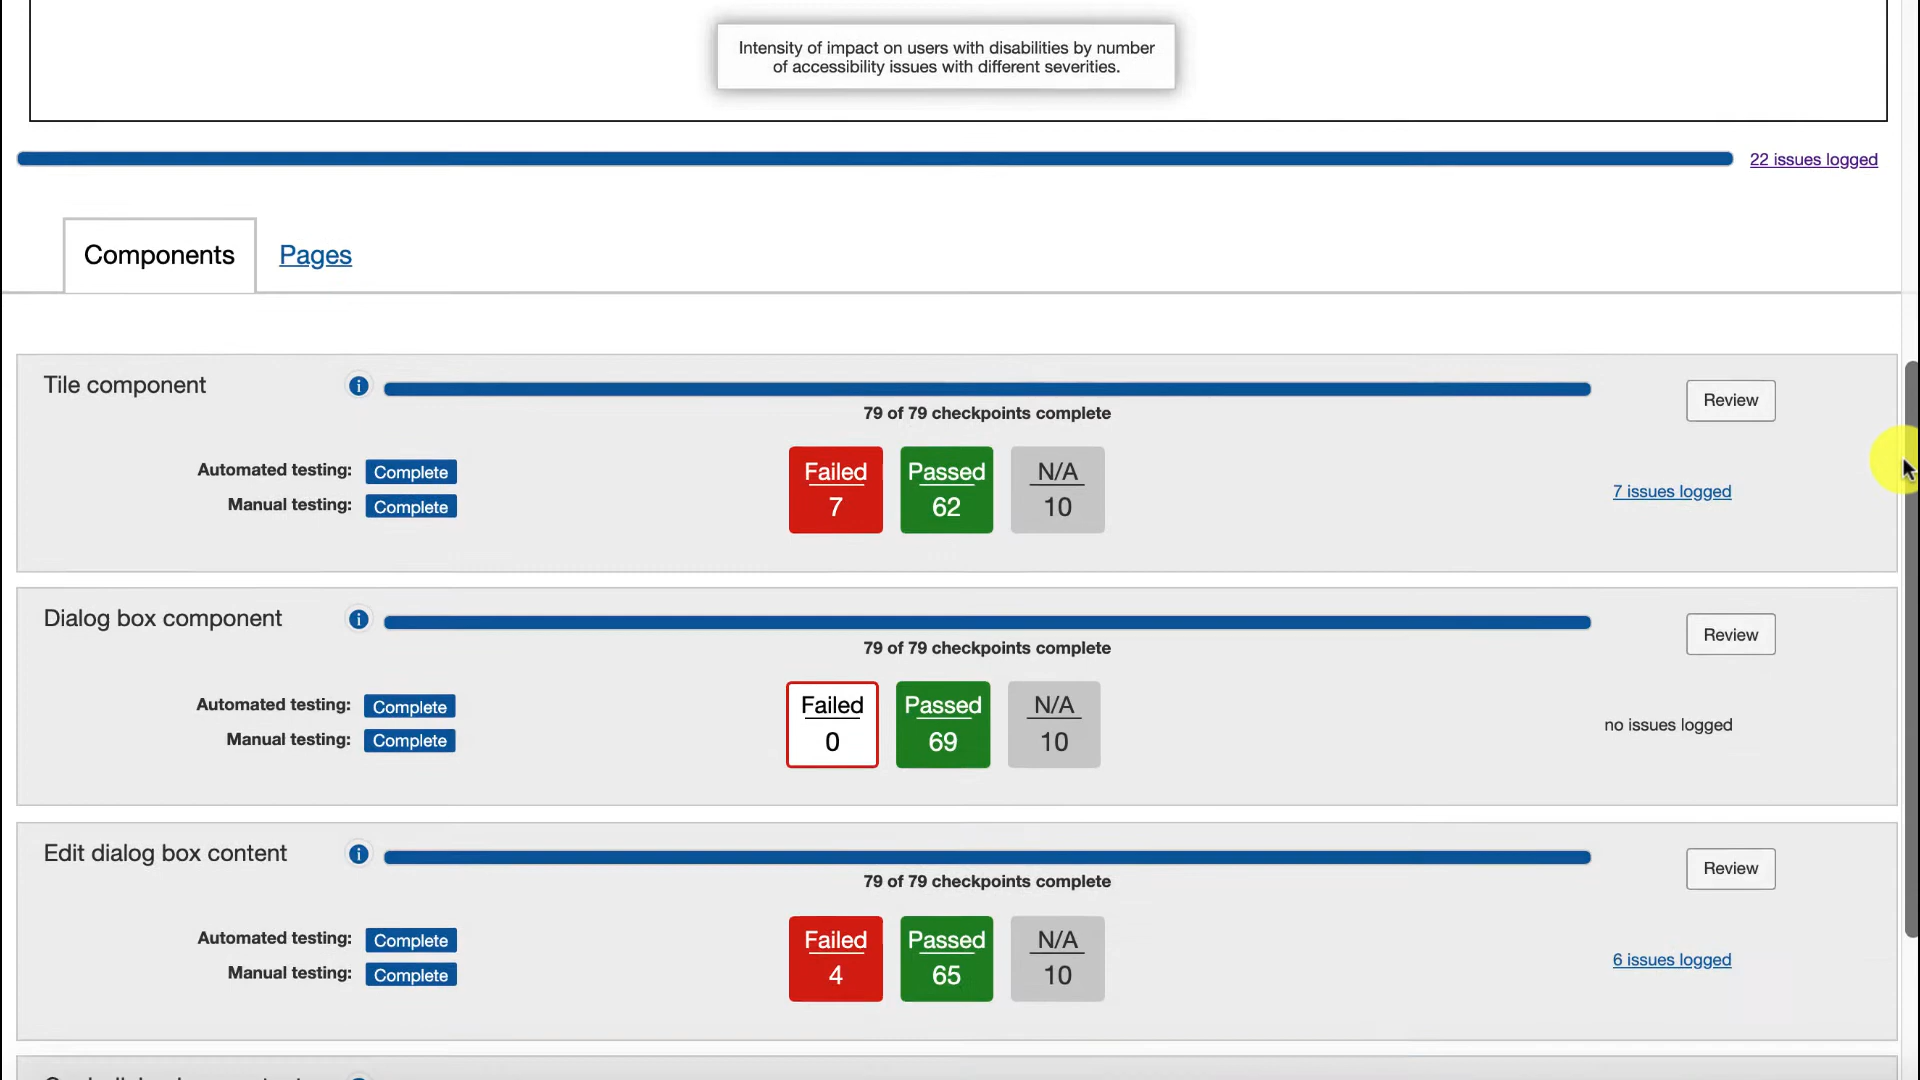 Intensity of impact on users with disabilities by number
of accessibility issues with different severities.
22 issues logged
Components
Pages
Tile component
79 of 79 checkpoints complete
Review
Automated testing: Complete
Manual testing: Complete
Failed
7
Passed
62
N/A
10
7 issues logged
Dialog box component
79 of 79 checkpoints complete
Review
Automated testing: Complete
Manual testing: Complete
Failed
0
Passed
69
N/A
10
no issues logged
Edit dialog box content
79 of 79 checkpoints complete
Review
Automated testing: Complete
Manual testing: Complete
Failed
4
Passed
65
N/A
10
6 issues logged